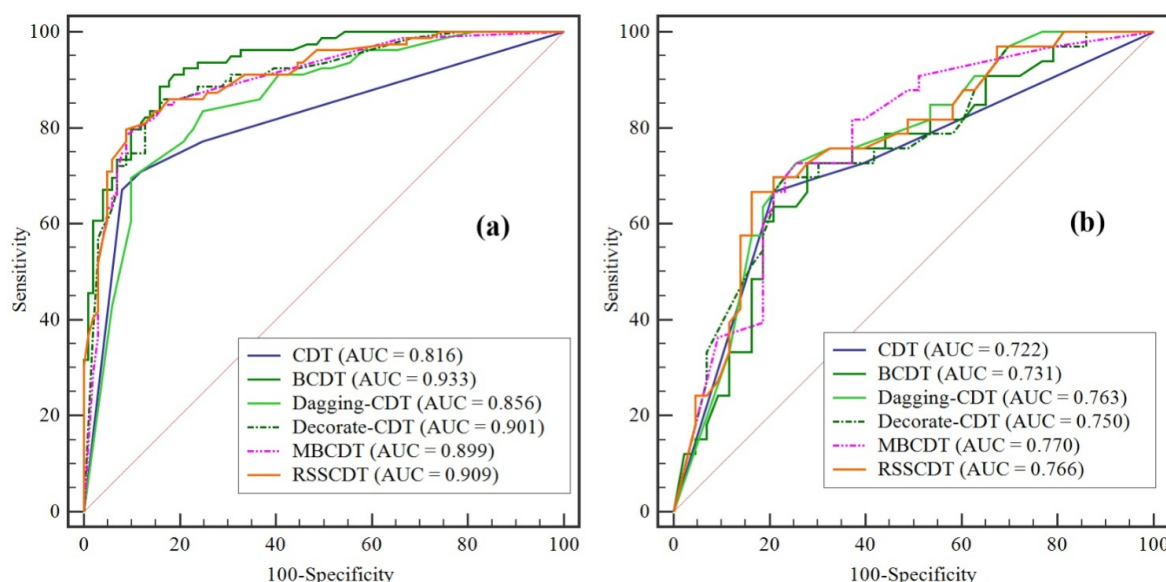 100
80
60
40
20
0
Sensitivity
(a)
CDT (AUC = 0.816)
BCDT (AUC = 0.933)
Dagging-CDT (AUC = 0.856)
Decorate-CDT (AUC = 0.901)
MBCDT (AUC = 0.899)
RSSCDT (AUC = 0.909)
0 20 40 60 80 100
100-Specificity
100
80
60
40
20
0
Sensitivity
(b)
CDT (AUC = 0.722)
BCDT (AUC = 0.731)
Dagging-CDT (AUC = 0.763)
Decorate-CDT (AUC = 0.750)
MBCDT (AUC = 0.770)
RSSCDT (AUC = 0.766)
0 20 40 60 80 100
100-Specificity